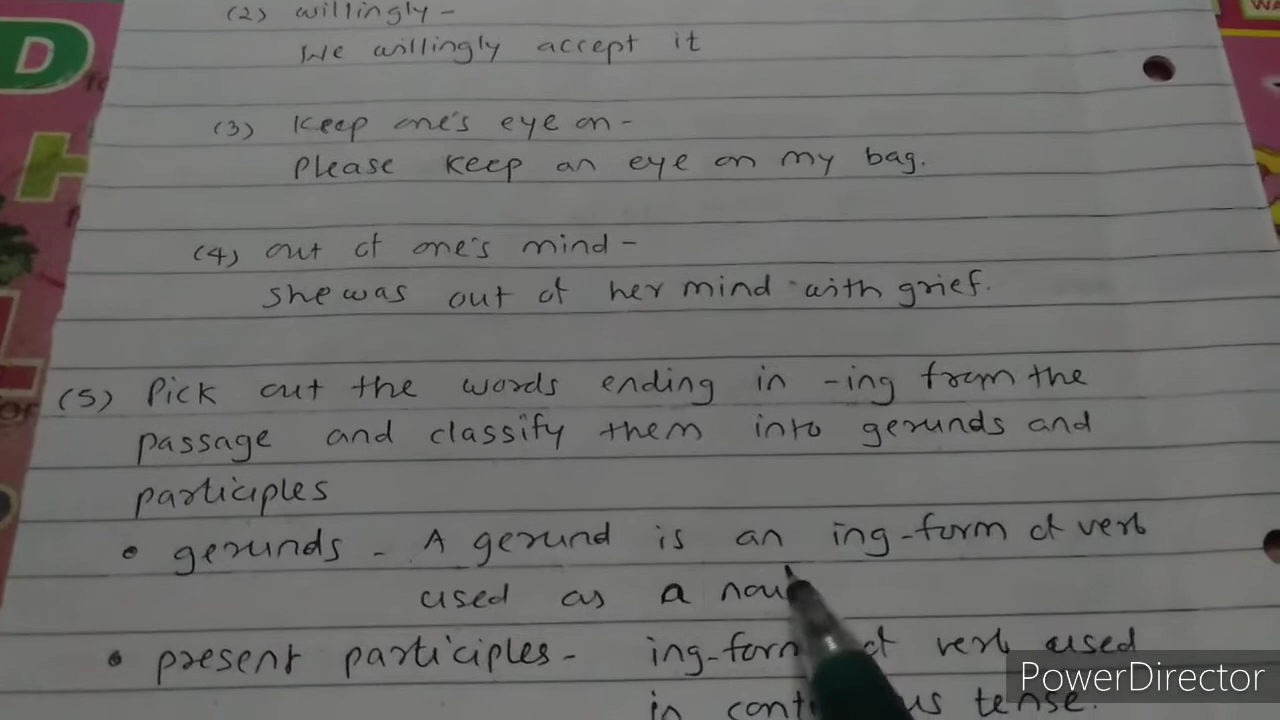 (2) willingly -
We willingly accept it
(3) Keep one's eye on -
Please keep an eye on my bag.
(4) out of one's mind -
She was out of her mind with grief.
(5) Pick out the words ending in -ing from the
passage and classify them into gerunds and
participles
• gerunds - A gerund is an ing-form of verb
used as a
• present participles - ing-form of verb used
in tense.
PowerDirector
D